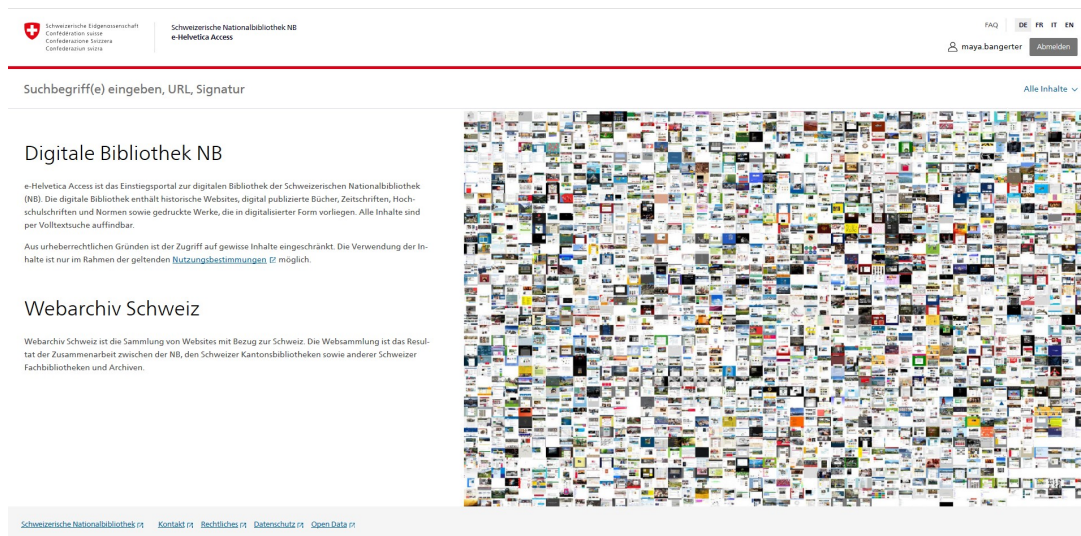 Schweizerische Eidgenossenschaft
Confédération suisse
Confederazione Svizzera
Confederaziun svizra
Schweizerische Nationalbibliothek NB
e-Helvetica Access
FAQ DE FR IT EN
maya.bangerter Abmelden
Suchbegriff(e) eingeben, URL, Signatur
Alle Inhalte
Digitale Bibliothek NB
e-Helvetica Access ist das Einstiegsportal zur digitalen Bibliothek der Schweizerischen Nationalbibliothek
(NB). Die digitale Bibliothek enthält historische Websites, digital publizierte Bücher, Zeitschriften, Hoch-
schulschriften und Normen sowie gedruckte Werke, die in digitalisierter Form vorliegen. Alle Inhalte sind
per Volltextsuche auffindbar.
Aus urheberrechtlichen Gründen ist der Zugriff auf gewisse Inhalte eingeschränkt. Die Verwendung der In-
halte ist nur im Rahmen der geltenden Nutzungsbestimmungen möglich.
Webarchiv Schweiz
Webarchiv Schweiz ist die Sammlung von Websites mit Bezug zur Schweiz. Die Websammlung ist das Resul-
tat der Zusammenarbeit zwischen der NB, den Schweizer Kantonsbibliotheken sowie anderer Schweizer
Fachbibliotheken und Archiven.
Schweizerische Nationalbibliothek Kontakt Rechtliches Datenschutz Open Data